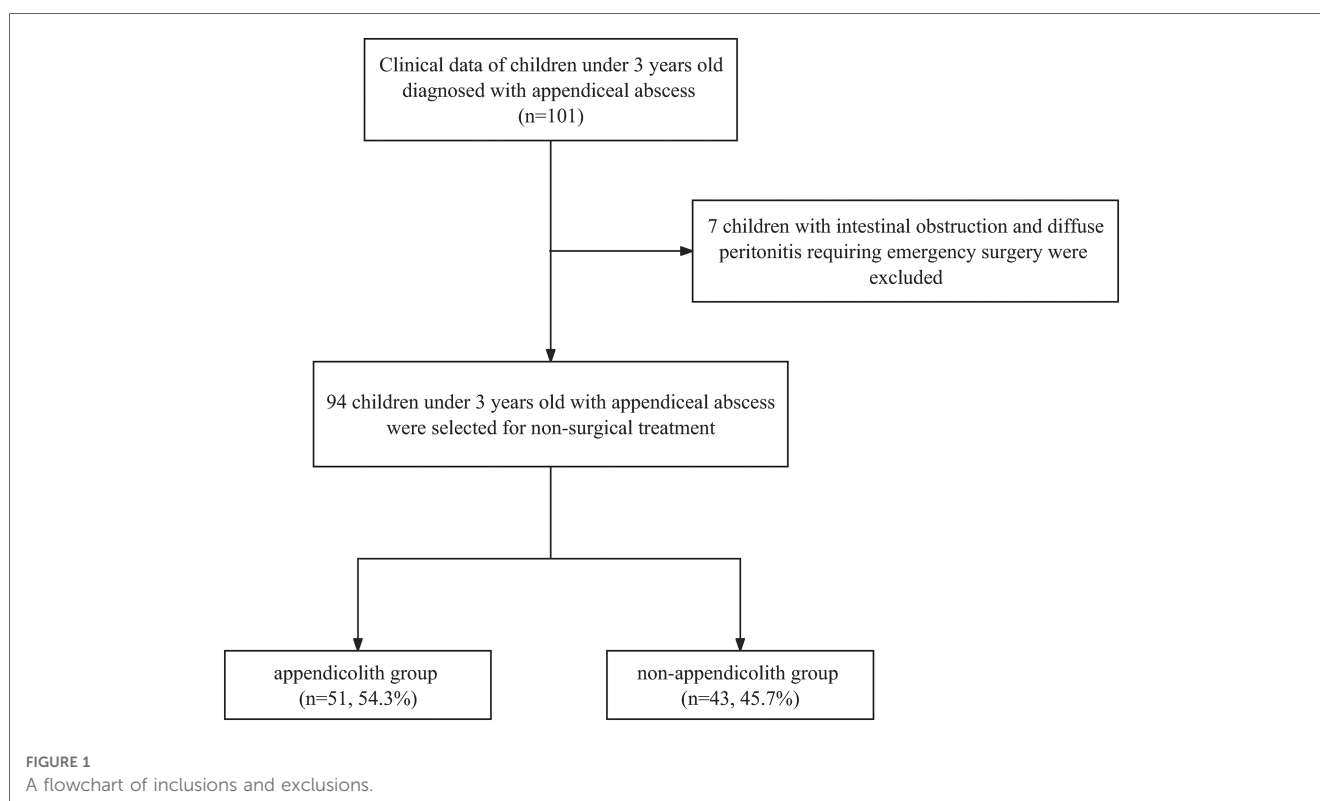 Clinical data of children under 3 years old
diagnosed with appendiceal abscess
(n=101)
7 children with intestinal obstruction and diffuse
peritonitis requiring emergency surgery were
excluded
94 children under 3 years old with appendiceal abscess
were selected for non-surgical treatment
appendicolith group
(n=51, 54.3%)
non-appendicolith group
(n=43, 45.7%)
FIGURE 1
A flowchart of inclusions and exclusions.